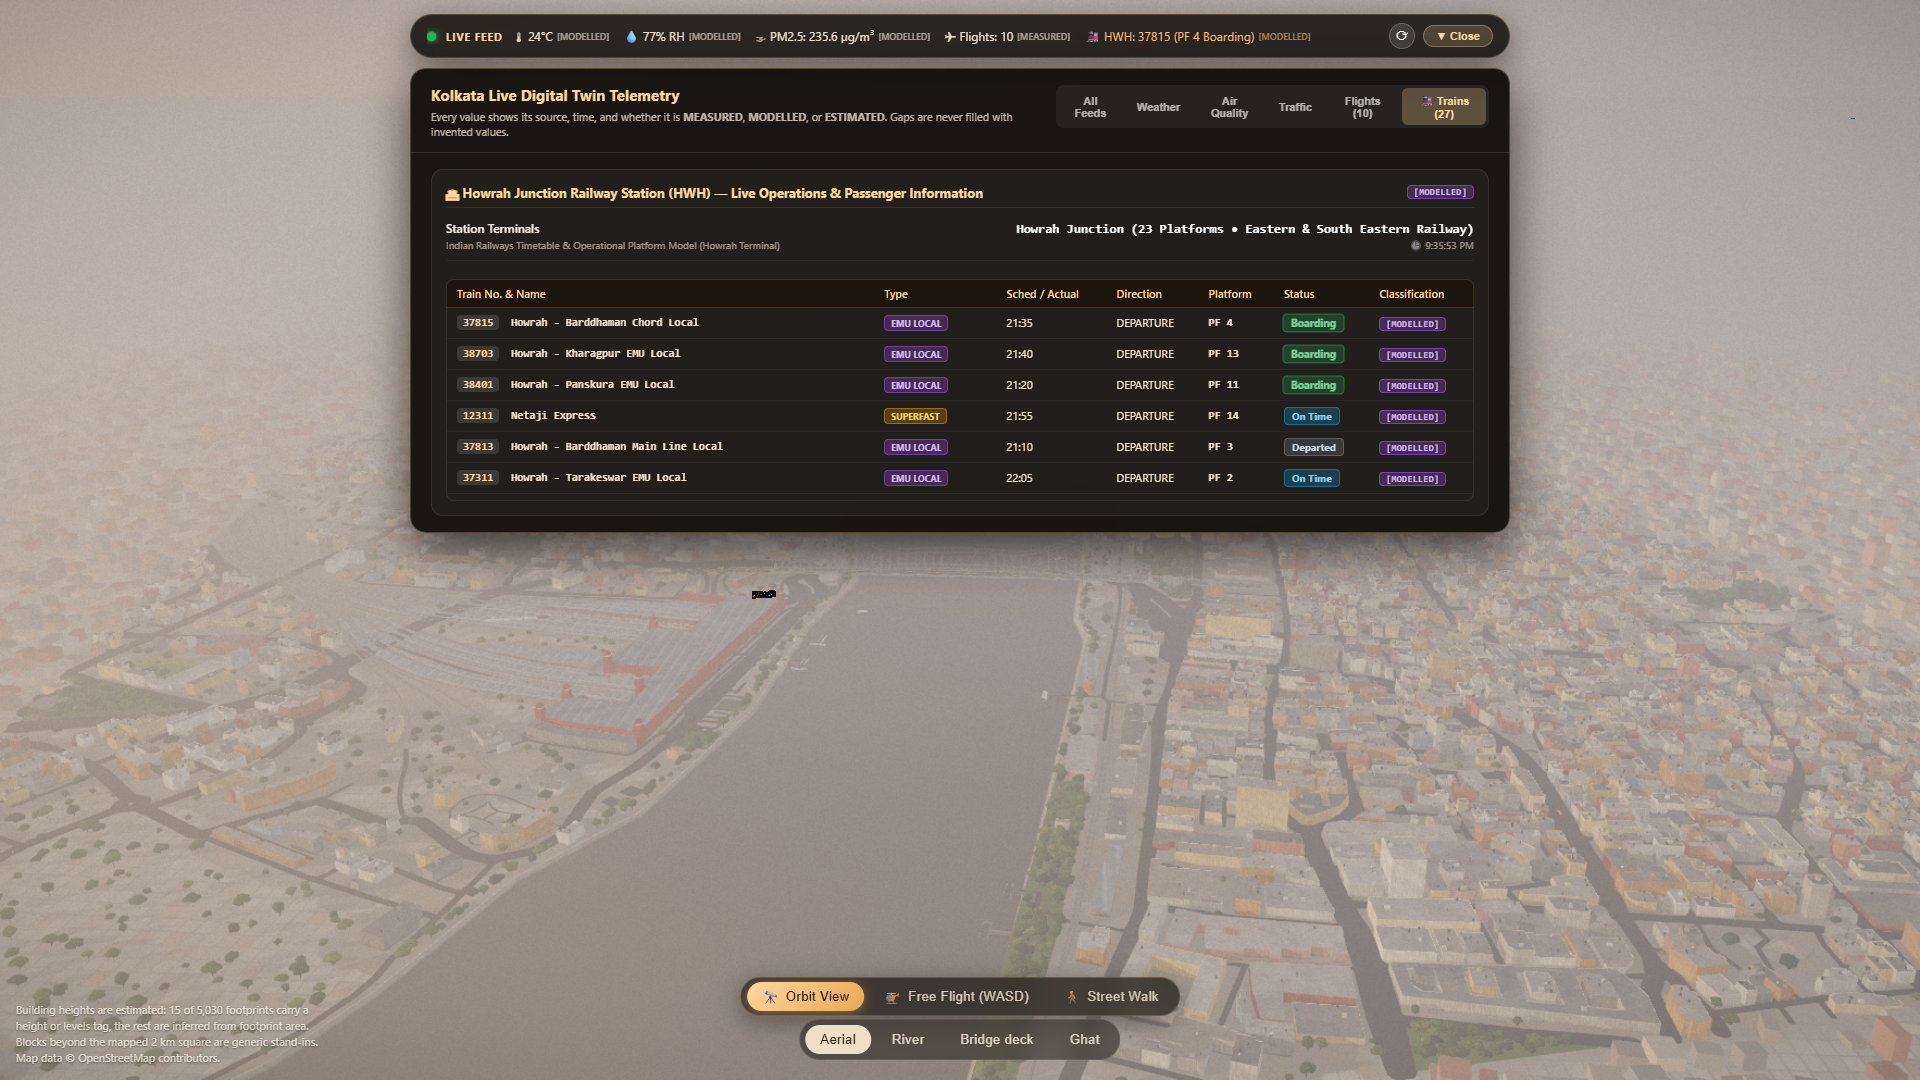 LIVE FEED 24°C [MODELLED] 77% RH [MODELLED] PM2.5: 235.6 µg/m³ [MODELLED] Flights: 10 [MEASURED] HWH: 37815 (PF 4 Boarding) [MODELLED] ▼ Close
Kolkata Live Digital Twin Telemetry
Every value shows its source, time, and whether it is MEASURED, MODELLED, or ESTIMATED. Gaps are never filled with
invented values.
All Feeds
Weather
Air Quality
Traffic
Flights (10)
Trains (27)
Howrah Junction Railway Station (HWH) — Live Operations & Passenger Information [MODELLED]
Station Terminals Howrah Junction (23 Platforms • Eastern & South Eastern Railway)
Indian Railways Timetable & Operational Platform Model (Howrah Terminal) 9:35:53 PM
Train No. & Name Type Sched / Actual Direction Platform Status Classification
37815 Howrah - Barddhaman Chord Local EMU LOCAL 21:35 DEPARTURE PF 4 Boarding [MODELLED]
38703 Howrah - Kharagpur EMU Local EMU LOCAL 21:40 DEPARTURE PF 13 Boarding [MODELLED]
38401 Howrah - Panskura EMU Local EMU LOCAL 21:20 DEPARTURE PF 11 Boarding [MODELLED]
12311 Netaji Express SUPERFAST 21:55 DEPARTURE PF 14 On Time [MODELLED]
37813 Howrah - Barddhaman Main Line Local EMU LOCAL 21:10 DEPARTURE PF 3 Departed [MODELLED]
37311 Howrah - Tarakeswar EMU Local EMU LOCAL 22:05 DEPARTURE PF 2 On Time [MODELLED]
Orbit View Free Flight (WASD) Street Walk
Aerial River Bridge deck Ghat
Building heights are estimated: 15 of 5,030 footprints carry a
height or levels tag, the rest are inferred from footprint area.
Blocks beyond the mapped 2 km square are generic stand-ins.
Map data © OpenStreetMap contributors.